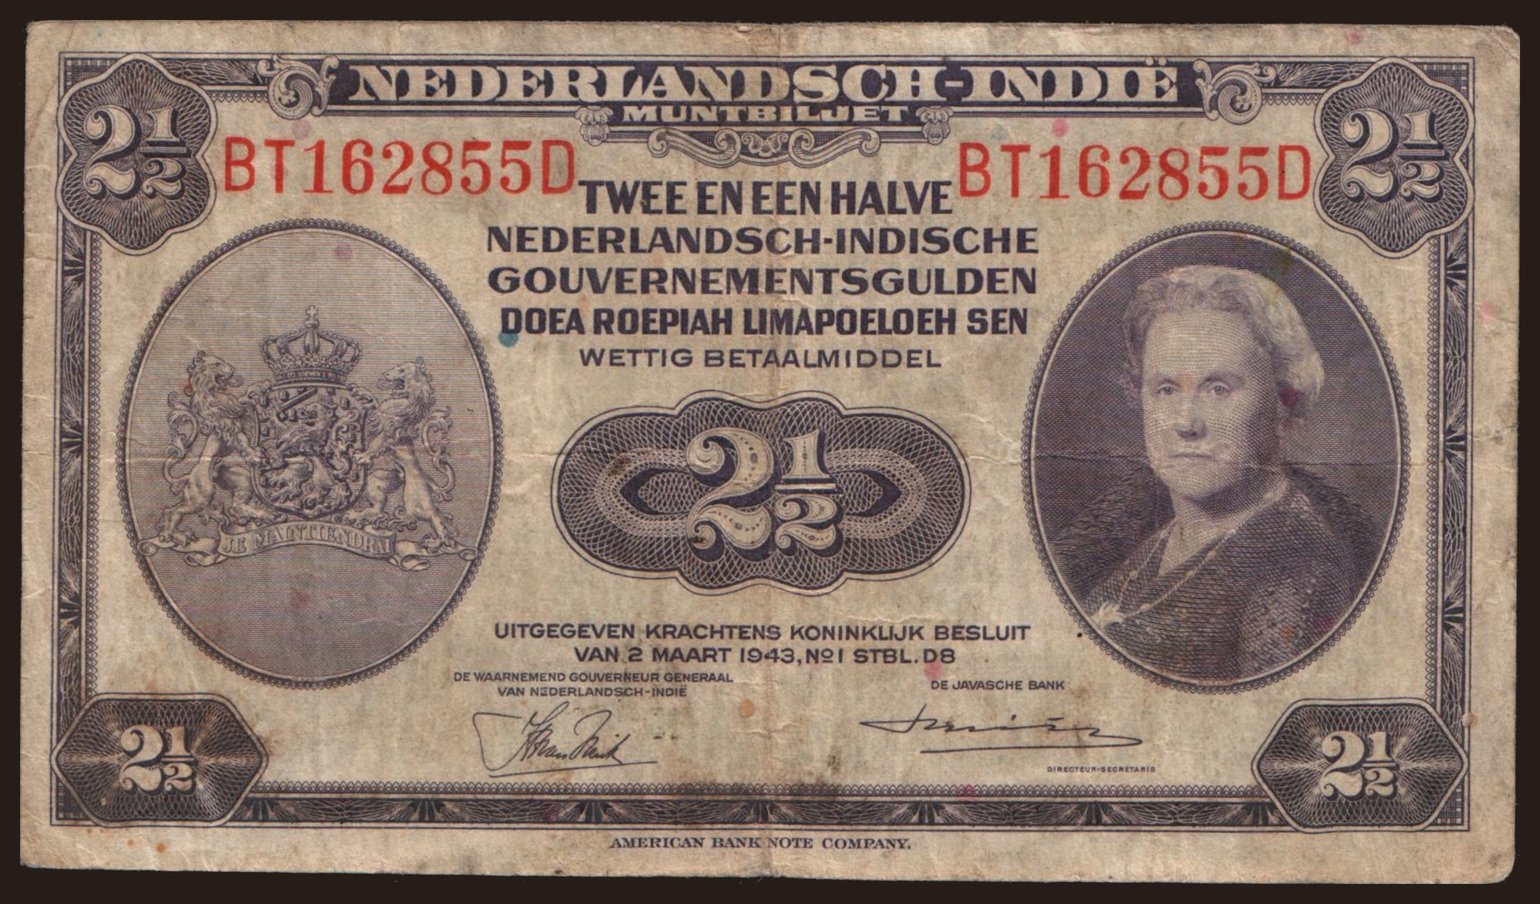 NEDERLANDSCH-INDIË
MUNTBILJET
2½ 2½
BT162855D BT162855D
TWEE EN EEN HALVE
NEDERLANDSCH-INDISCHE
GOUVERNEMENTSGULDEN
DOEA ROEPIAH LIMAPOELOEH SEN
WETTIG BETAALMIDDEL
2½
JE MAINTIENDRAI
UITGEGEVEN KRACHTENS KONINKLIJK BESLUIT
VAN 2 MAART 1943, No1 STBL. D8
DE WAARNEMEND GOUVERNEUR GENERAAL
VAN NEDERLANDSCH-INDIË
DE JAVASCHE BANK
DIRECTEUR-SECRETARIS
2½ 2½
AMERICAN BANK NOTE COMPANY.